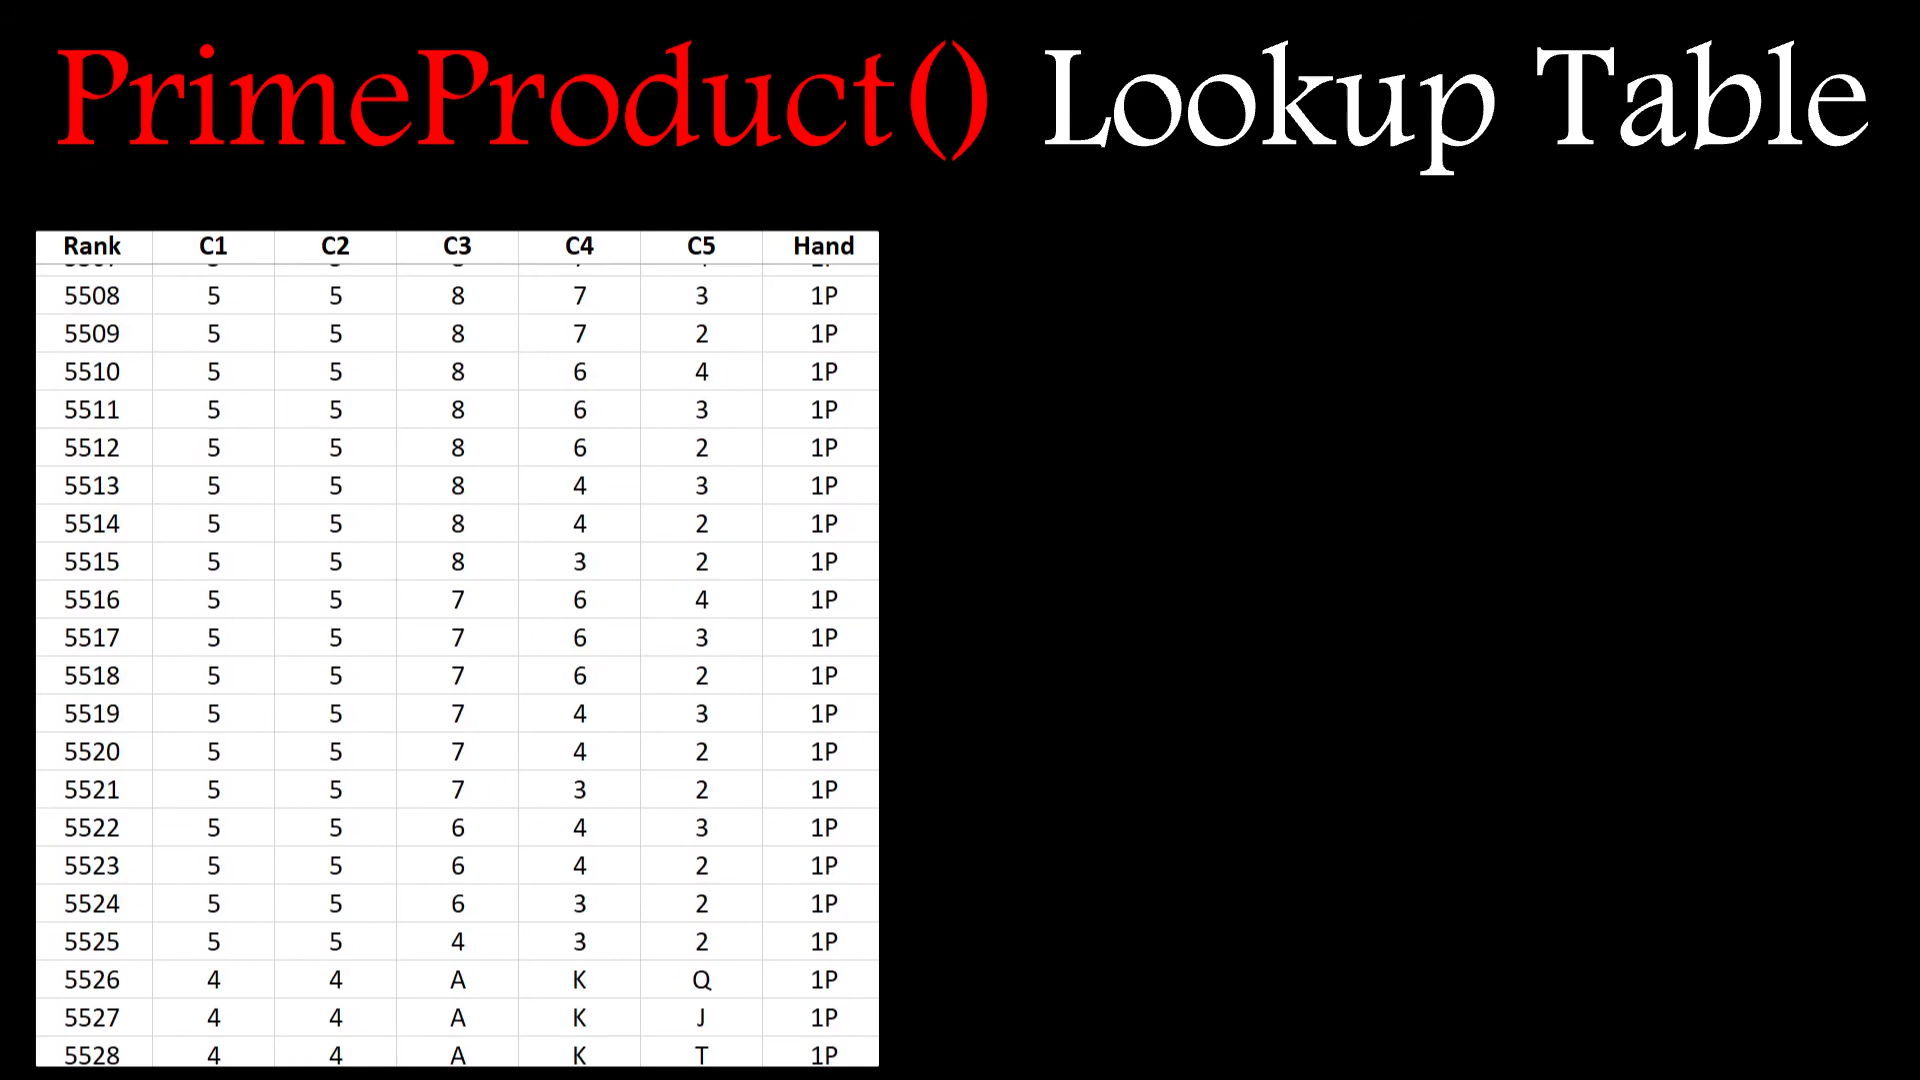 PrimeProduct() Lookup Table
Rank C1 C2 C3 C4 C5 Hand
5508 5 5 8 7 3 1P
5509 5 5 8 7 2 1P
5510 5 5 8 6 4 1P
5511 5 5 8 6 3 1P
5512 5 5 8 6 2 1P
5513 5 5 8 4 3 1P
5514 5 5 8 4 2 1P
5515 5 5 8 3 2 1P
5516 5 5 7 6 4 1P
5517 5 5 7 6 3 1P
5518 5 5 7 6 2 1P
5519 5 5 7 4 3 1P
5520 5 5 7 4 2 1P
5521 5 5 7 3 2 1P
5522 5 5 6 4 3 1P
5523 5 5 6 4 2 1P
5524 5 5 6 3 2 1P
5525 5 5 4 3 2 1P
5526 4 4 A K Q 1P
5527 4 4 A K J 1P
5528 4 4 A K T 1P